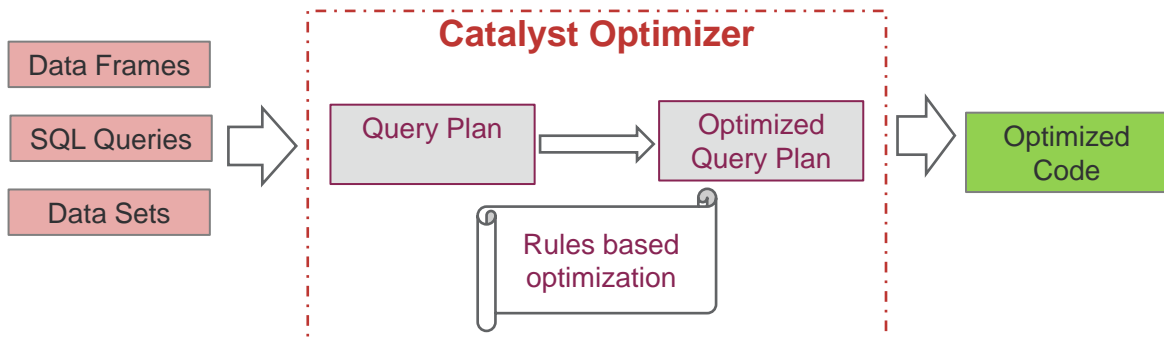 Catalyst Optimizer
Data Frames
SQL Queries
Data Sets
Query Plan
Optimized
Query Plan
Rules based
optimization
Optimized
Code